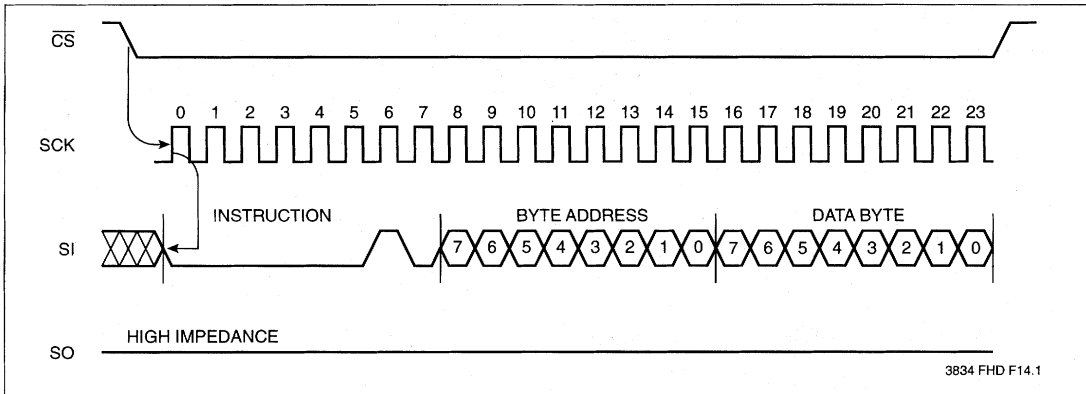 CS
0 1 2 3 4 5 6 7 8 9 10 11 12 13 14 15 16 17 18 19 20 21 22 23
SCK
INSTRUCTION BYTE ADDRESS DATA BYTE
SI 7 6 5 4 3 2 1 0 7 6 5 4 3 2 1 0
HIGH IMPEDANCE
SO
3834 FHD F14.1